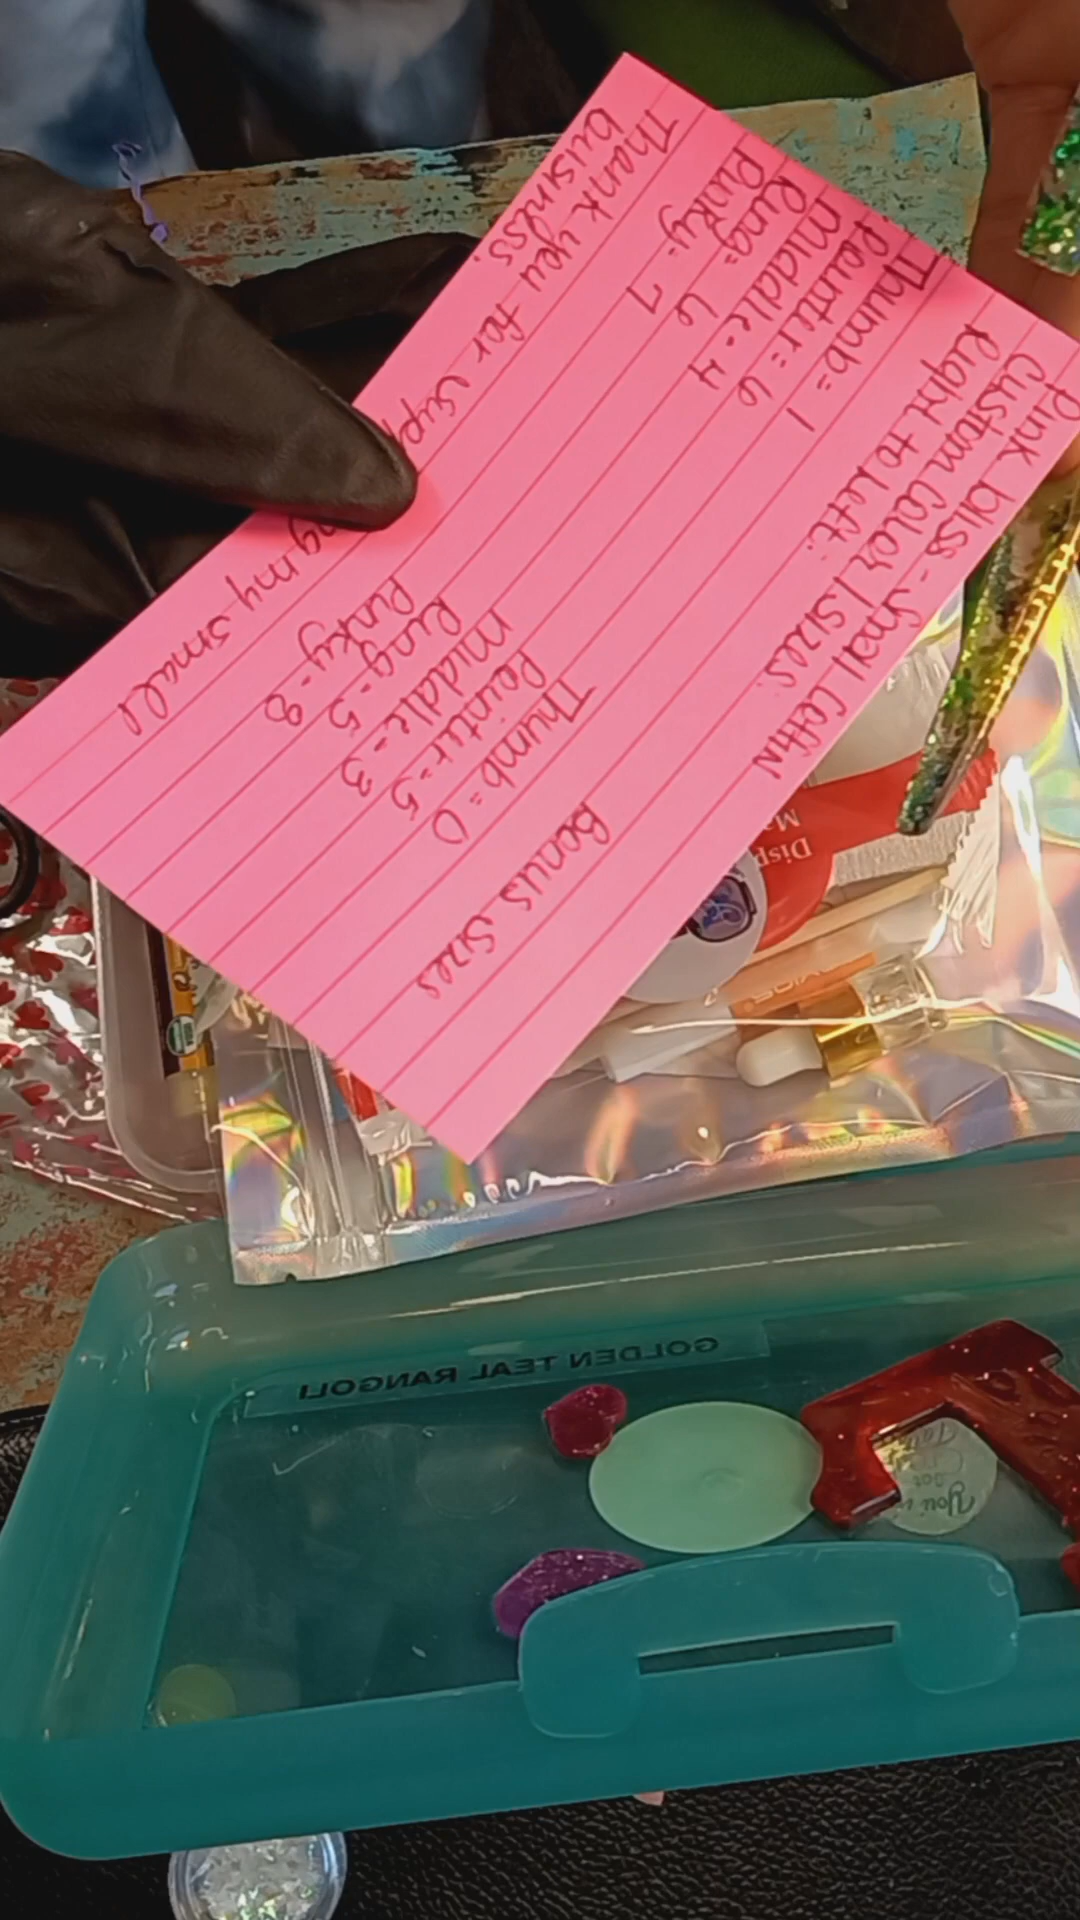 Pink bliss - Small Coffin
Custom Color/Sizes:
Right to Left:
Thumb = 1
Pointer = 6
Middle - 4
Ring = 6
Pinky: 7
Bonus Sizes
Thumb = 0
Pointer = 5
Middle - 3
Ring - 5
Pinky - 8
Thank you for my small
business.
Disp
GOLDEN TEAL RANGOLI
You